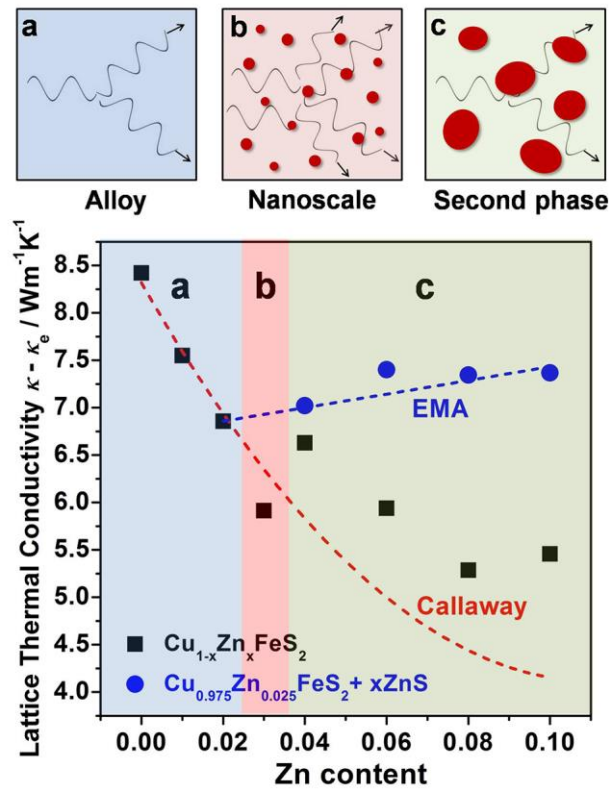 a
b
c
Alloy
Nanoscale
Second phase
Lattice Thermal Conductivity κ - κₑ / Wm⁻¹K⁻¹
8.5
8.0
7.5
7.0
6.5
6.0
5.5
5.0
4.5
4.0
a
b
c
EMA
Callaway
Cu₁₋ₓZnₓFeS₂
Cu₀.₉₇₅Zn₀.₀₂₅FeS₂+ xZnS
0.00
0.02
0.04
0.06
0.08
0.10
Zn content